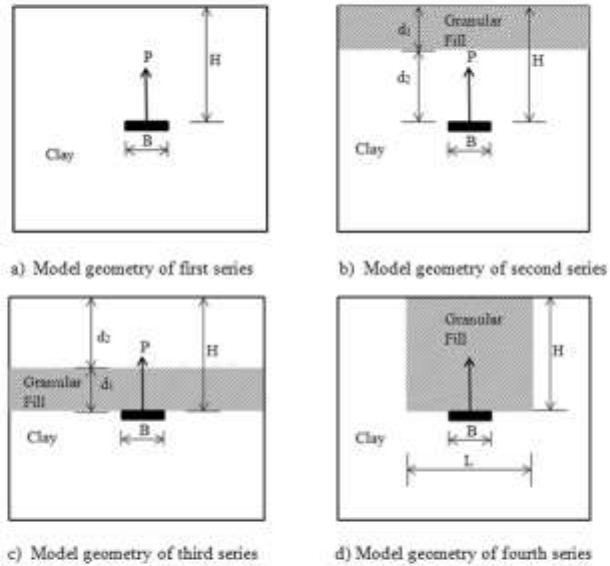 H
P
B
Clay
a) Model geometry of first series
Granular
Fill
d₁
P
H
d₂
Clay
B
b) Model geometry of second series
d₂
P
H
Granular
Fill
d₁
B
Clay
c) Model geometry of third series
Granular
Fill
H
P
B
Clay
L
d) Model geometry of fourth series